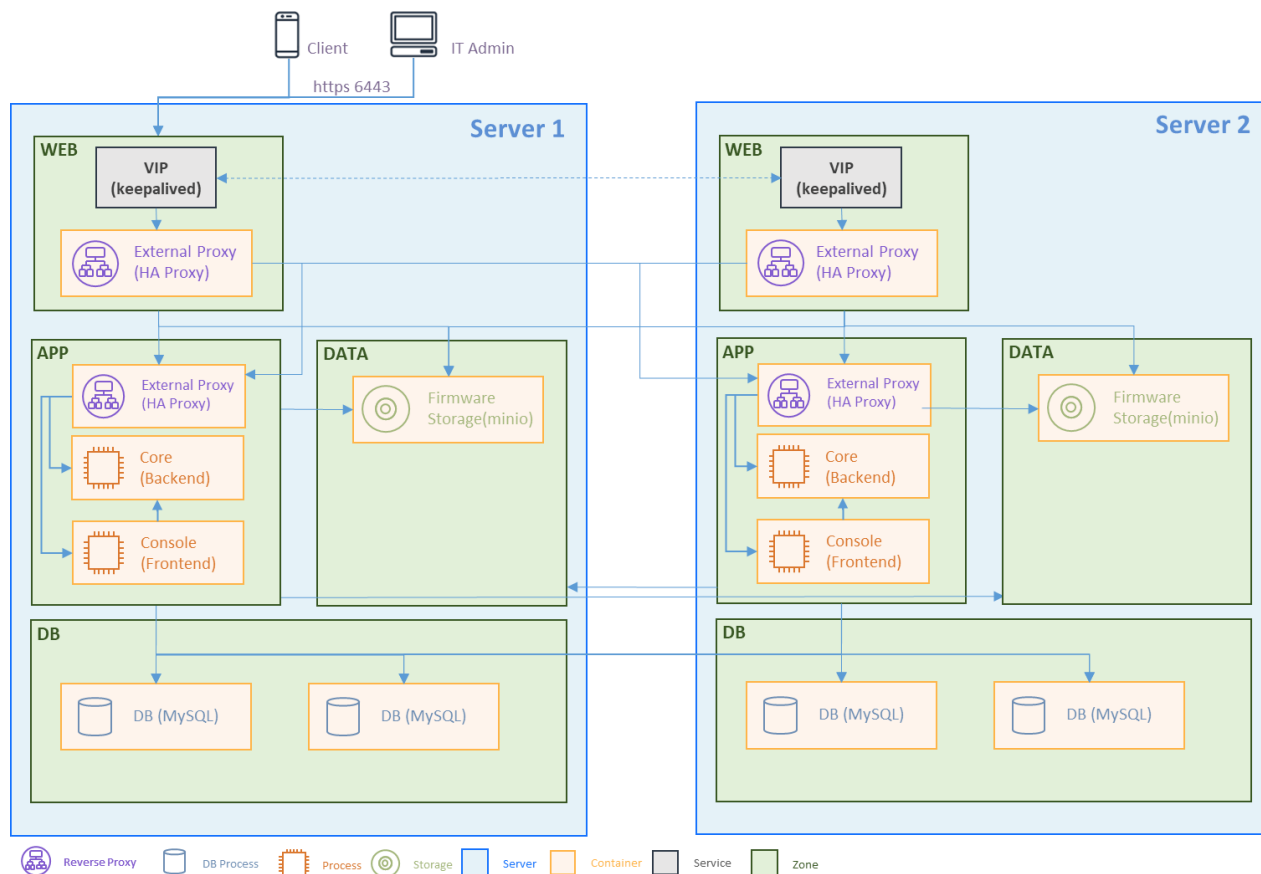 Client
IT Admin
https 6443
Server 1
WEB
VIP
(keepalived)
External Proxy
(HA Proxy)
APP
External Proxy
(HA Proxy)
Core
(Backend)
Console
(Frontend)
DATA
Firmware
Storage(minio)
DB
DB (MySQL)
DB (MySQL)
Server 2
WEB
VIP
(keepalived)
External Proxy
(HA Proxy)
APP
External Proxy
(HA Proxy)
Core
(Backend)
Console
(Frontend)
DATA
Firmware
Storage(minio)
DB
DB (MySQL)
DB (MySQL)
Reverse Proxy
DB Process
Process
Storage
Server
Container
Service
Zone